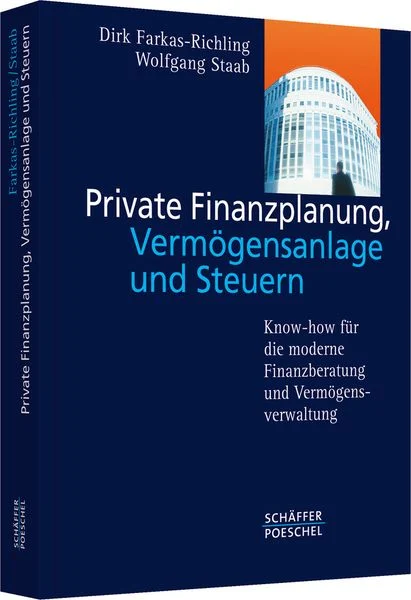 Dirk Farkas-Richling
Wolfgang Staab
Private Finanzplanung,
Vermögensanlage
und Steuern
Know-how für
die moderne
Finanzberatung
und Vermögens-
verwaltung
SCHÄFFER
POESCHEL
Farkas-Richling/Staab
Private Finanzplanung, Vermögensanlage und Steuern
SCHÄFFER
POESCHEL